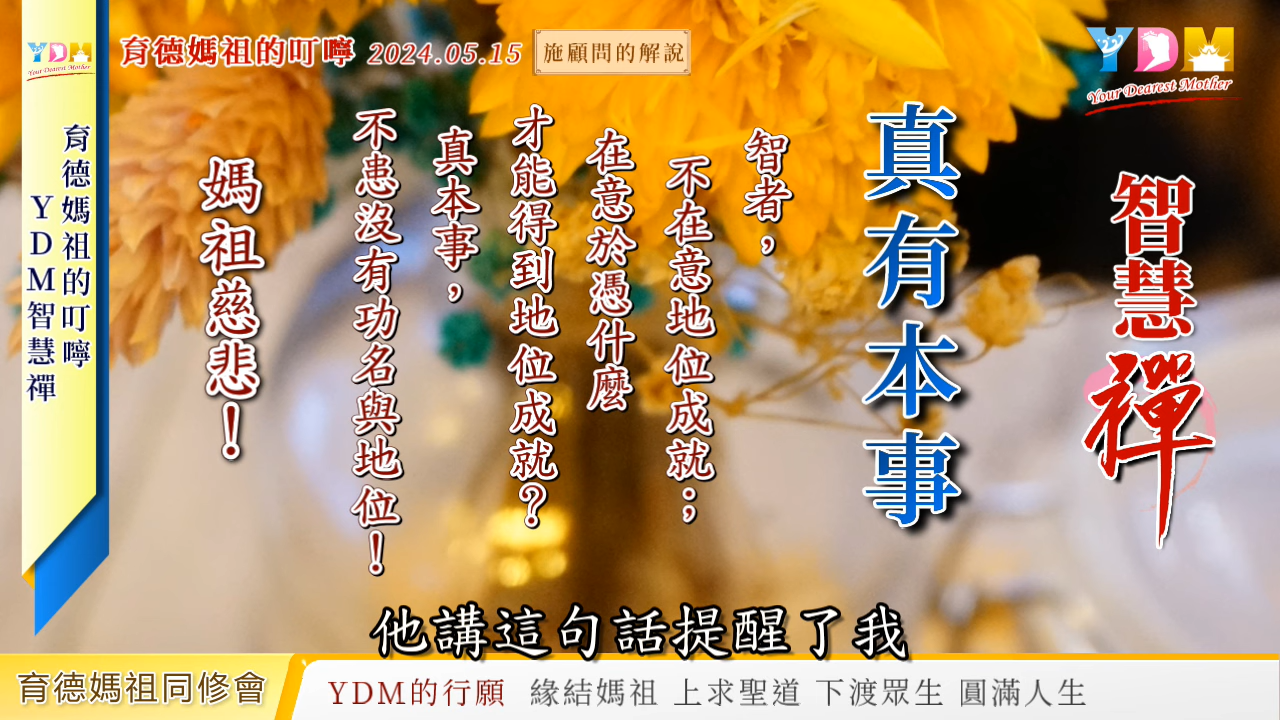 育德媽祖的叮嚀 2024.05.15 施顧問的解說
YDM
Your Dearest Mother
YDM
Your Dearest Mother
智慧禪
真有本事
智者，
不在意地位成就；
在意於憑什麼
才能得到地位成就？
真本事，
不患沒有功名與地位！
媽祖慈悲！
育德媽祖的叮嚀
YDM智慧禪
他講這句話提醒了我
育德媽祖同修會
YDM的行願 緣結媽祖 上求聖道 下渡眾生 圓滿人生